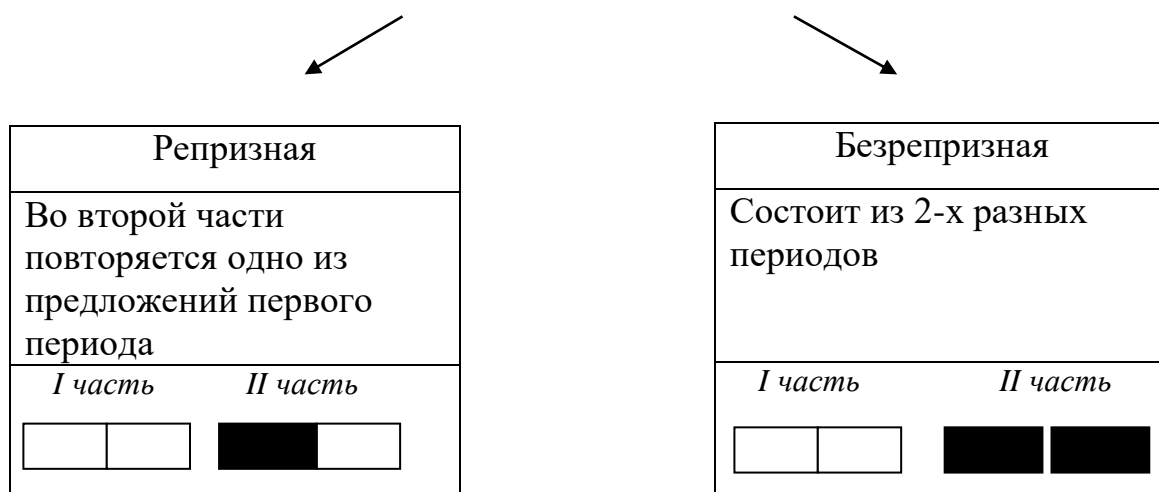 Репризная
Во второй части
повторяется одно из
предложений первого
периода
I часть II часть
Безрепризная
Состоит из 2-х разных
периодов
I часть II часть